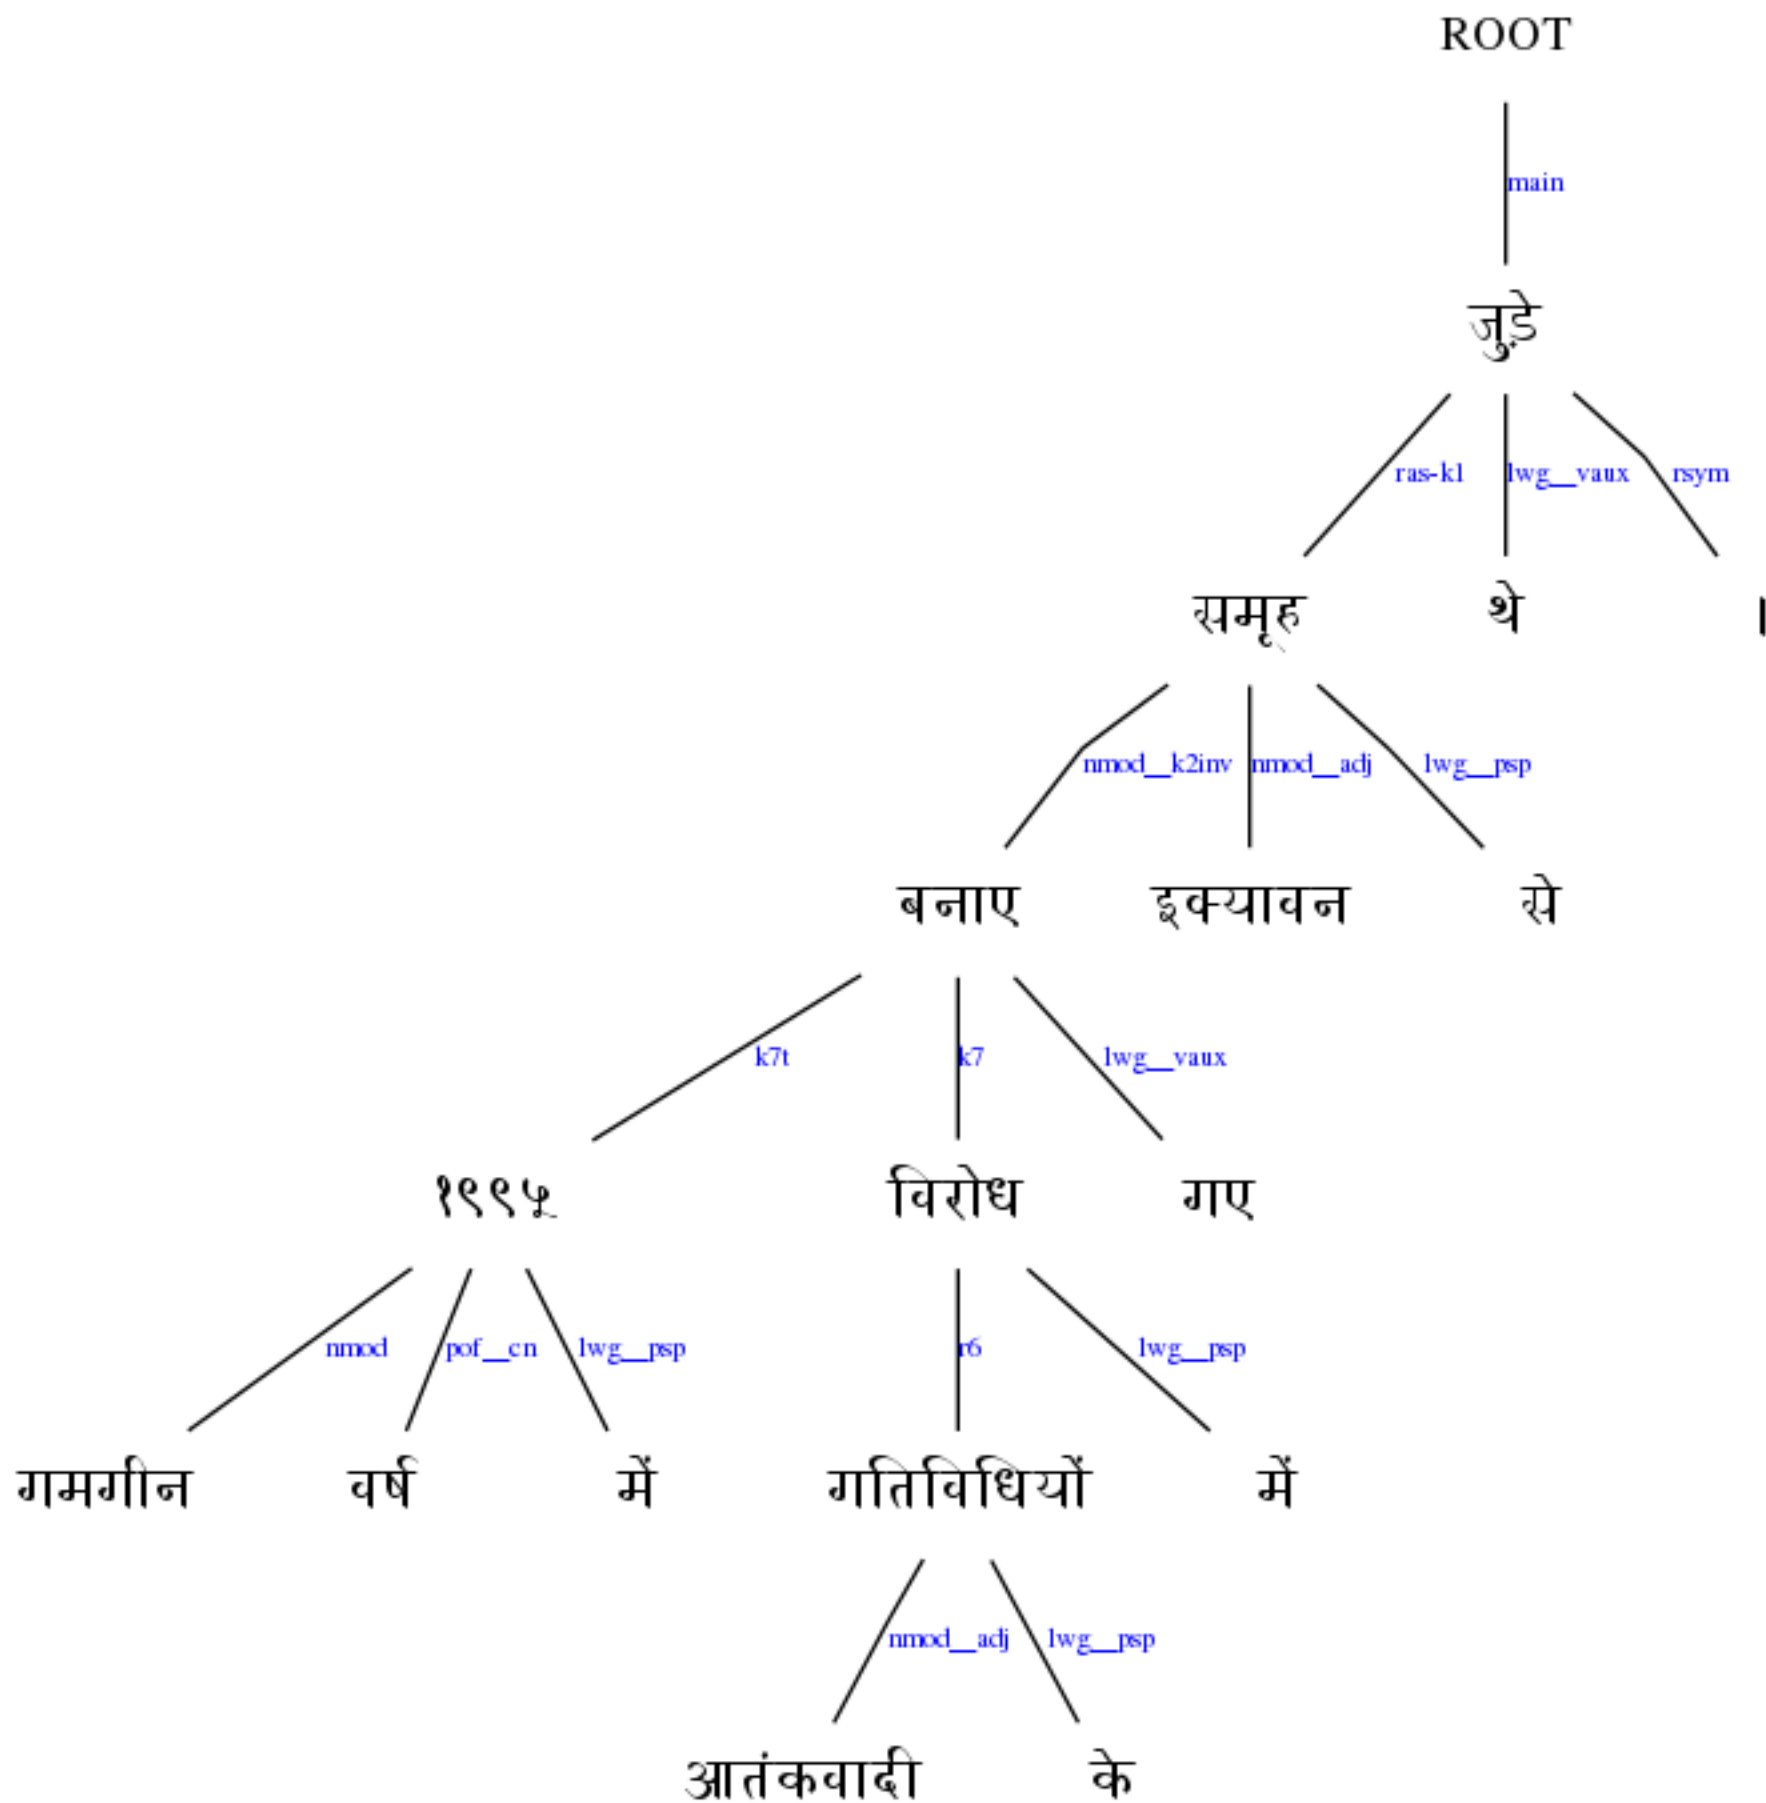 ROOT
main
जुड़े
ras-k1 lwg__vaux rsym
समूह थे ।
nmod__k2inv nmod__adj lwg__psp
बनाए इक्यावन से
k7t k7 lwg__vaux
१९९५ विरोध गए
nmod pof__cn lwg__psp r6 lwg__psp
गमगीन वर्ष में गतिविधियों में
nmod__adj lwg__psp
आतंकवादी के